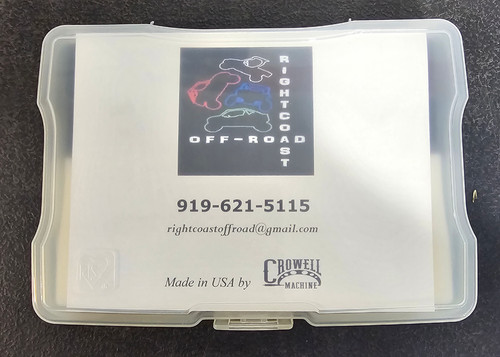 RIGHTCOAST
OFF-ROAD
919-621-5115
rightcoastoffroad@gmail.com
Made in USA by
CROWELL
MACHINE